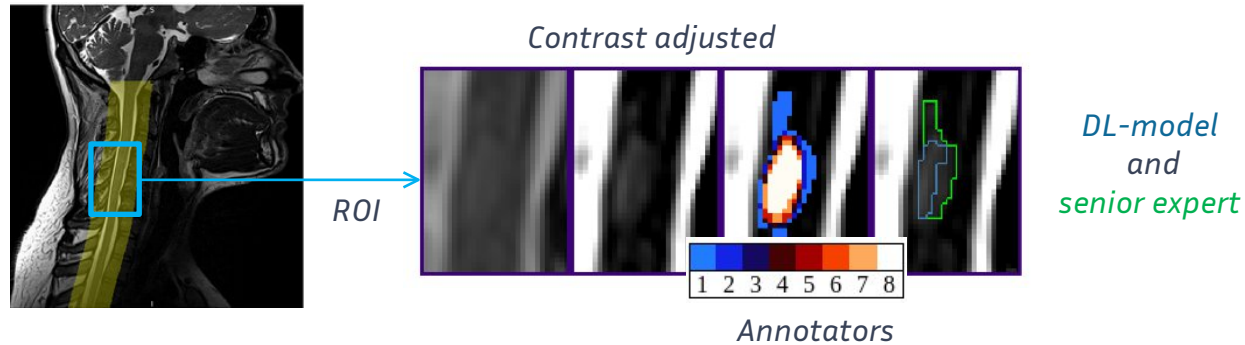 Contrast adjusted
ROI
1 2 3 4 5 6 7 8
Annotators
DL-model
and
senior expert